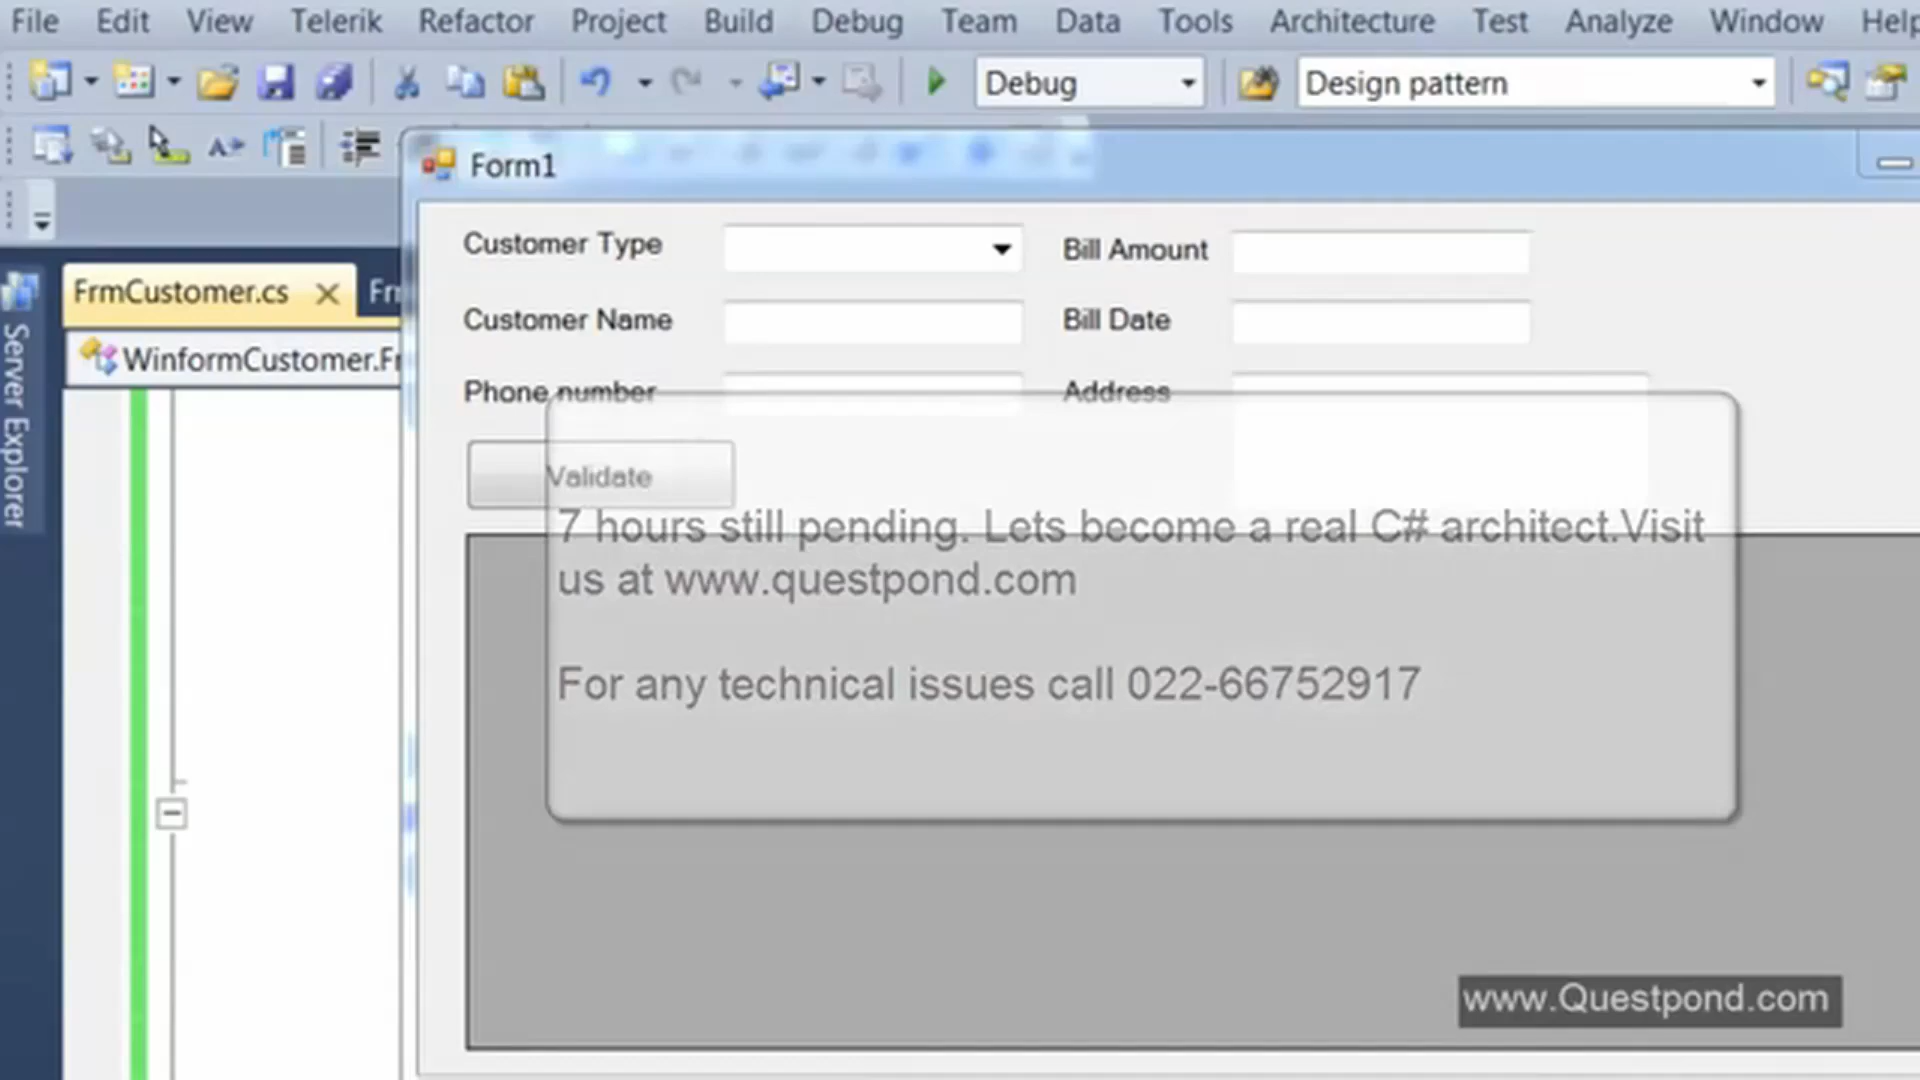 File Edit View Telerik Refactor Project Build Debug Team Data Tools Architecture Test Analyze Window Help
Debug Design pattern
Form1
Customer Type Bill Amount
FrmCustomer.cs
Customer Name Bill Date
WinformCustomer.Fr
Phone number Address
Server Explorer
Validate
7 hours still pending. Lets become a real C# architect.Visit
us at www.questpond.com
For any technical issues call 022-66752917
www.Questpond.com